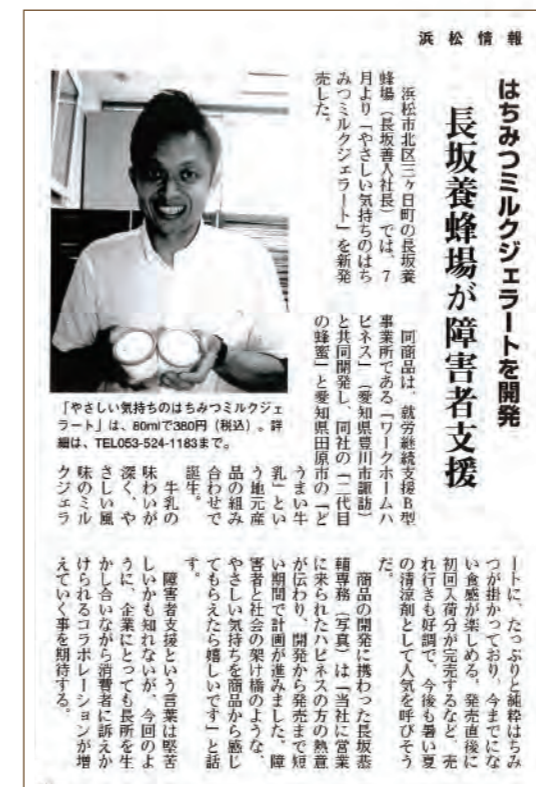 浜松情報
はちみつミルクジェラートを開発
長坂養蜂場が障害者支援
浜松市北区三ヶ日町の長坂養
蜂場(長坂善人社長)では、7
月より「やさしい気持ちのはち
みつミルクジェラート」を新発
売した。
同商品は、就労継続支援B型
事業所である「ワークホームハ
ピネス」(愛知県豊川市諏訪)
と共同開発し、同社の「二代目
の蜂蜜」と愛知県田原市の「ど
うまい牛
乳」とい
う地元産
品の組み
合わせで
誕生。
牛乳の
味わいが
深く、や
さしい風
味のミル
クジェラ
ートに、たっぷりと純粋はちみ
つが掛かっており、今までにな
い食感が楽しめる。発売直後に
初回入荷分が完売するなど、売
れ行きも好調で、今後も暑い夏
の清涼剤として人気を呼びそう
だ。
商品の開発に携わった長坂恭
輔専務(写真)は「当社に営業
に来られたハピネスの方の熱意
が伝わり、開発から発売まで短
い期間で計画が進みました。障
害者と社会の架け橋のような、
やさしい気持ちを商品から感じ
てもらえたら嬉しいです」と話
す。
障害者支援という言葉は堅苦
しいかも知れないが、今回のよ
うに、企業にとっても長所を生
かし合いながら消費者に訴えか
けられるコラボレーションが増
えていく事を期待する。
「やさしい気持ちのはちみつミルクジェ
ラート」は、80mlで380円(税込)。詳
細は、TEL053-524-1183まで。